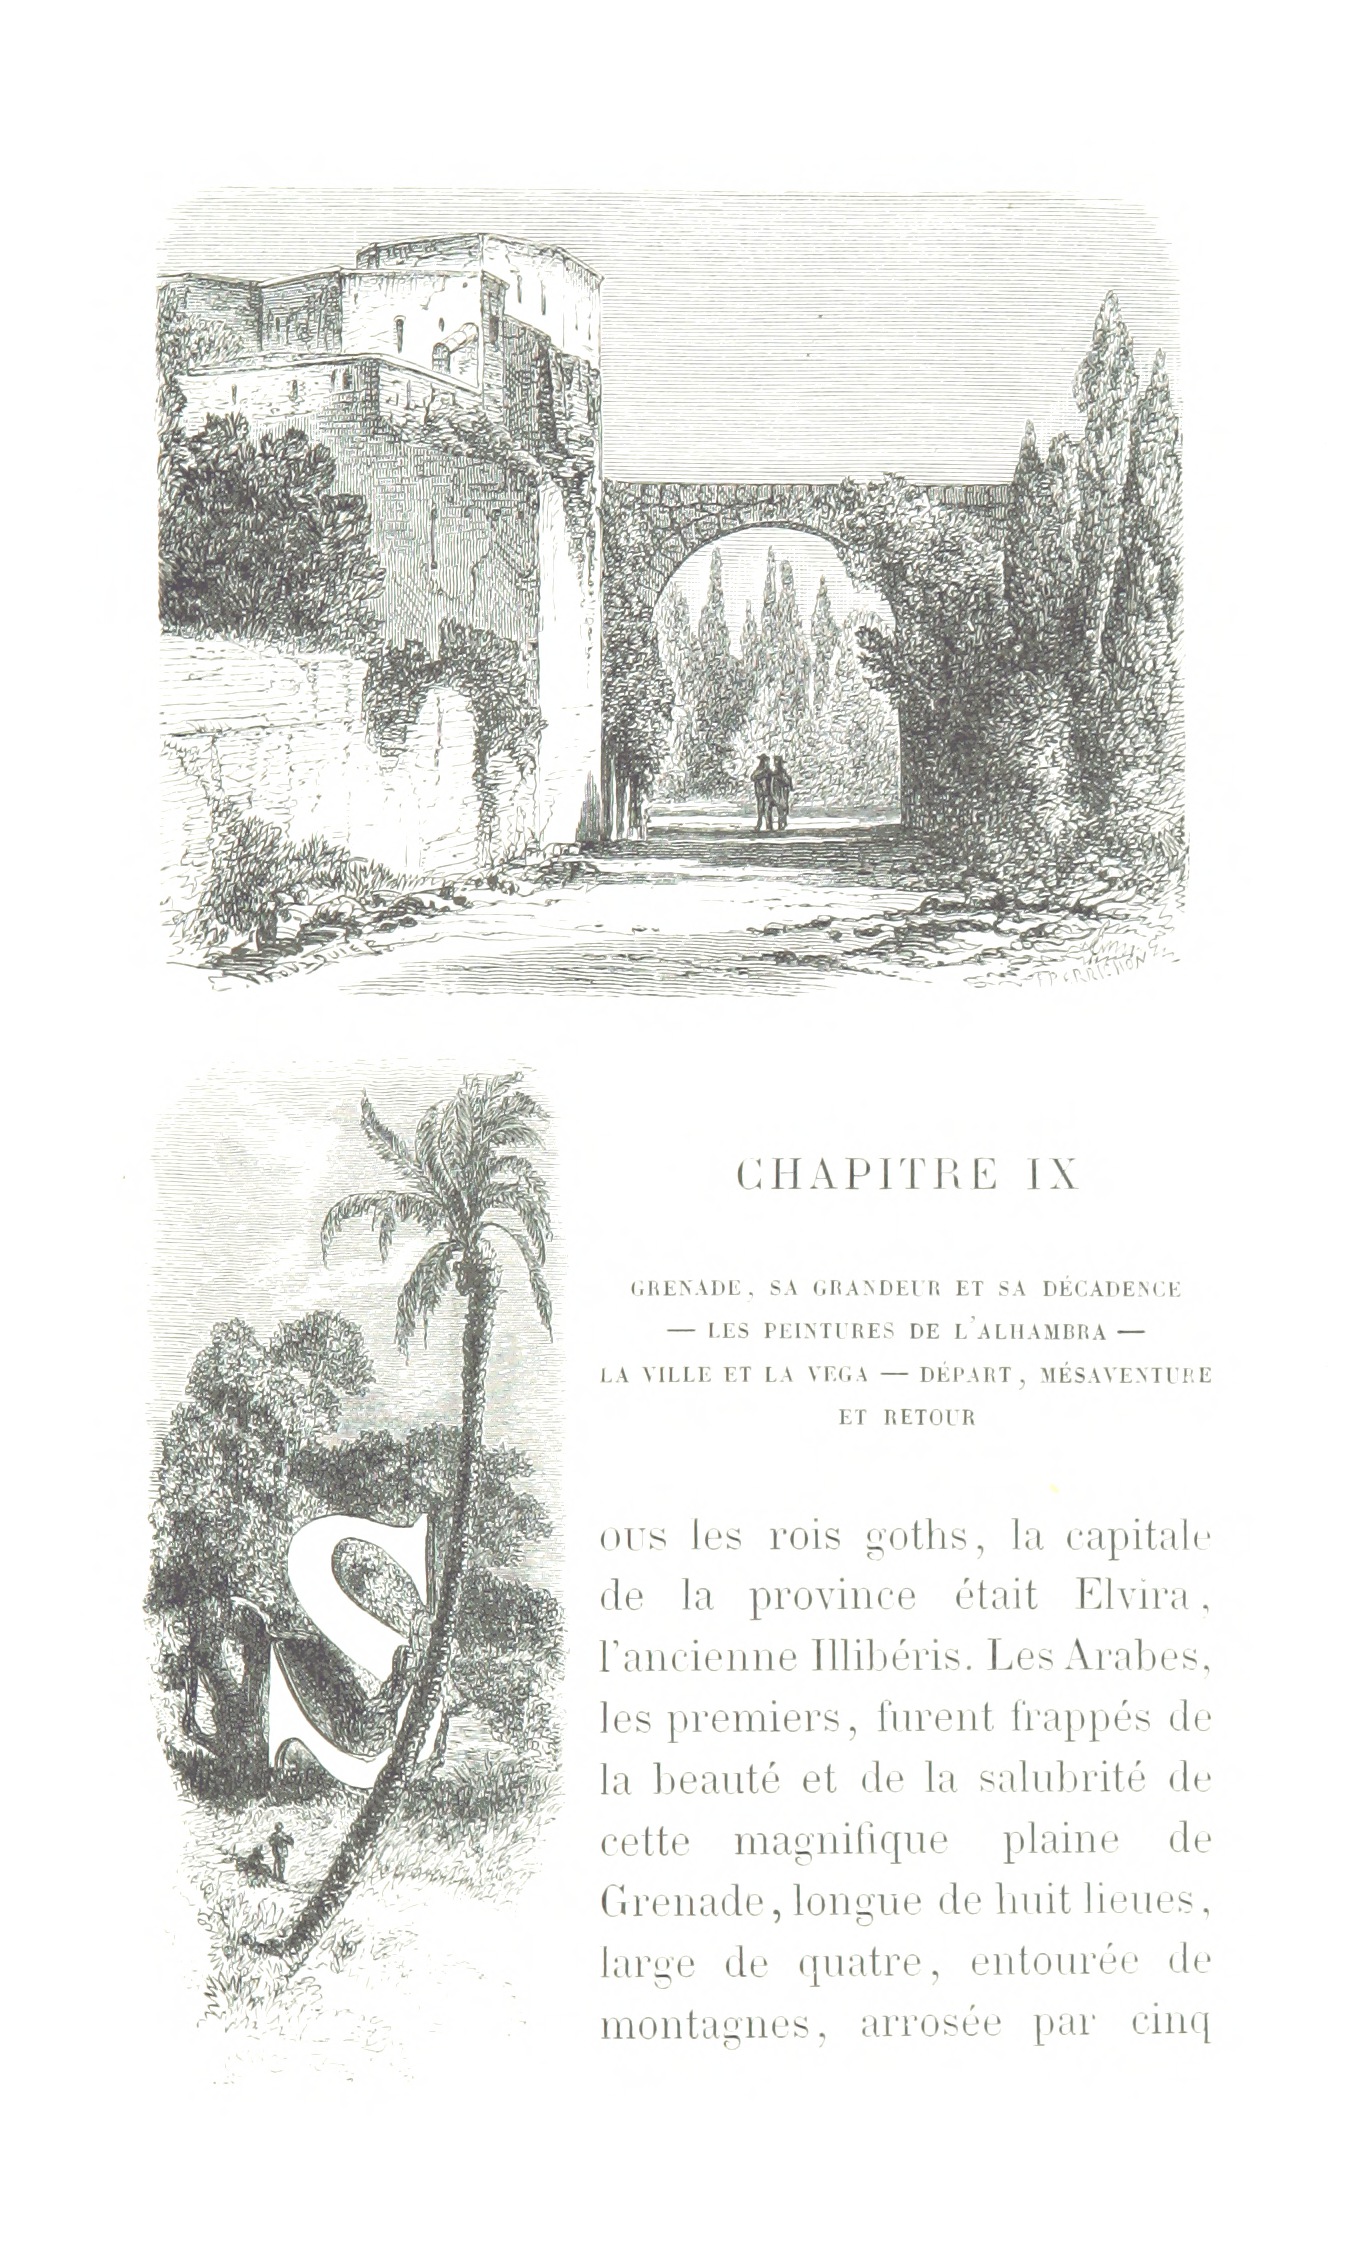 PERRICHON
CHAPITRE IX
GRENADE, SA GRANDEUR ET SA DÉCADENCE
— LES PEINTURES DE L'ALHAMBRA —
LA VILLE ET LA VEGA — DÉPART, MÉSAVENTURE
ET RETOUR
SOUS les rois goths, la capitale
de la province était Elvira,
l'ancienne Illibéris. Les Arabes,
les premiers, furent frappés de
la beauté et de la salubrité de
cette magnifique plaine de
Grenade, longue de huit lieues,
large de quatre, entourée de
montagnes, arrosée par cinq